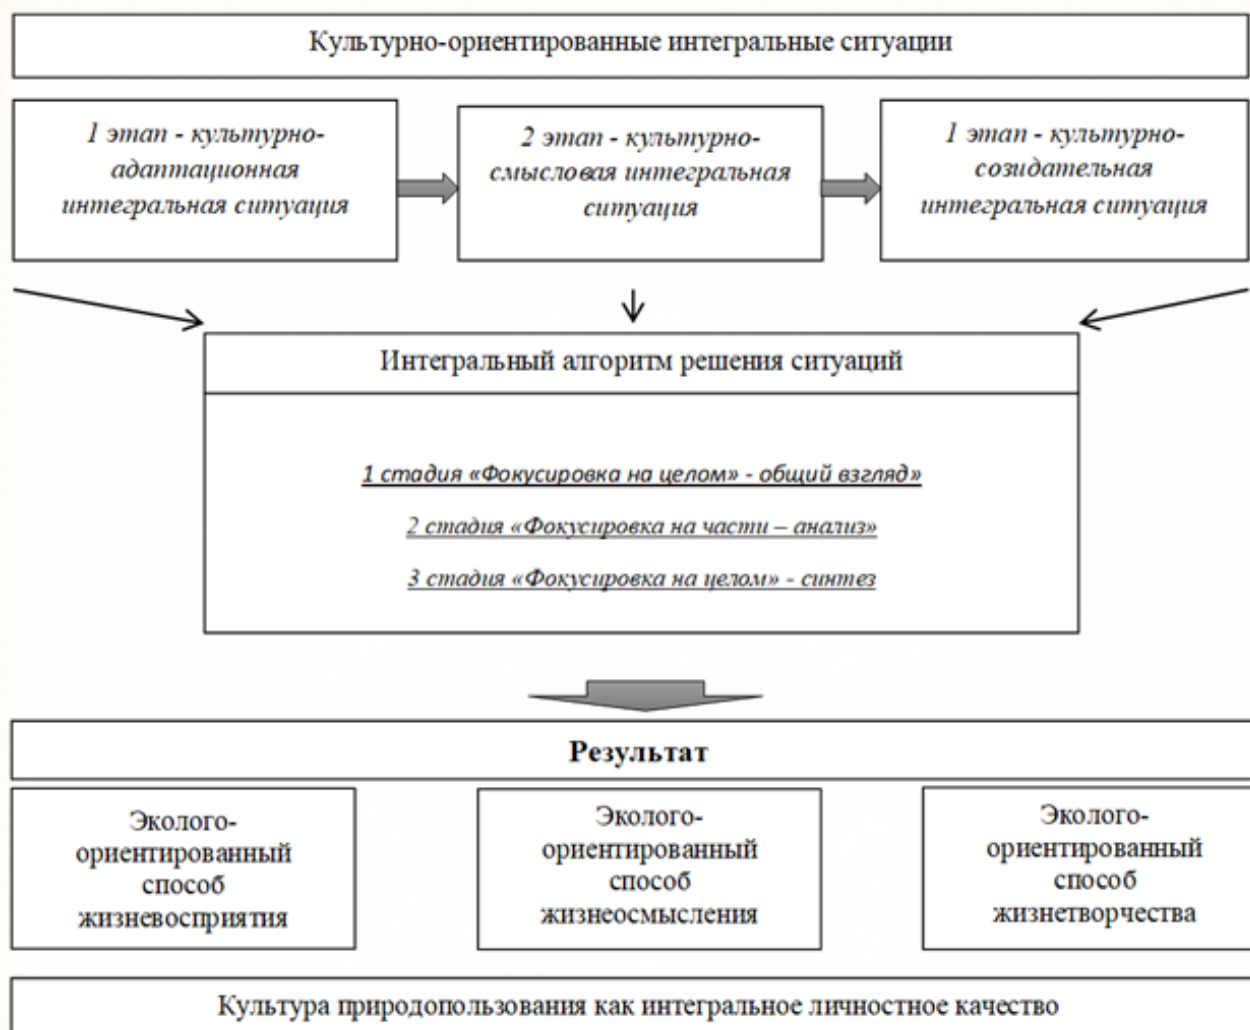 Культурно-ориентированные интегральные ситуации
1 этап - культурно-
адаптационная
интегральная ситуация
2 этап - культурно-
смысловая интегральная
ситуация
1 этап - культурно-
созидательная
интегральная ситуация
Интегральный алгоритм решения ситуаций
1 стадия «Фокусировка на целом» - общий взгляд»
2 стадия «Фокусировка на части – анализ»
3 стадия «Фокусировка на целом» - синтез
Результат
Эколого-
ориентированный
способ
жизневосприятия
Эколого-
ориентированный
способ
жизнеосмысления
Эколого-
ориентированный
способ
жизнетворчества
Культура природопользования как интегральное личностное качество